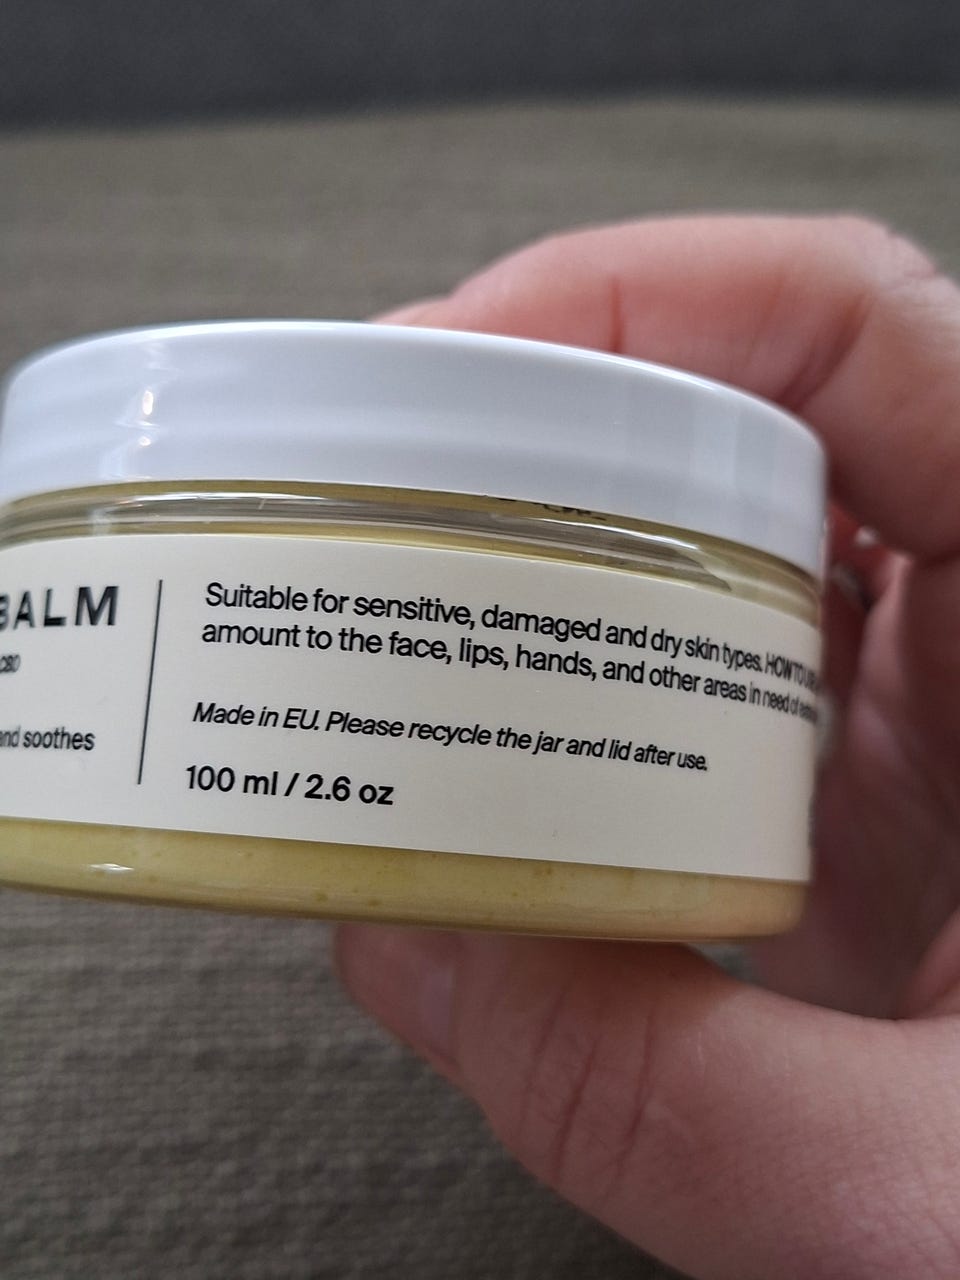 BALM
CBD
and soothes
Suitable for sensitive, damaged and dry skin types. HOW TO
amount to the face, lips, hands, and other areas in need of
Made in EU. Please recycle the jar and lid after use.
100 ml / 2.6 oz